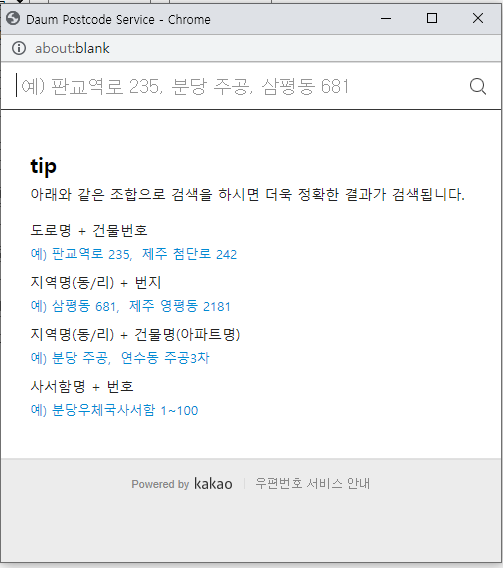 Daum Postcode Service - Chrome
about:blank
예) 판교역로 235, 분당 주공, 삼평동 681
tip
아래와 같은 조합으로 검색을 하시면 더욱 정확한 결과가 검색됩니다.
도로명 + 건물번호
예) 판교역로 235, 제주 첨단로 242
지역명(동/리) + 번지
예) 삼평동 681, 제주 영평동 2181
지역명(동/리) + 건물명(아파트명)
예) 분당 주공, 연수동 주공3차
사서함명 + 번호
예) 분당우체국사서함 1~100
Powered by kakao 우편번호 서비스 안내